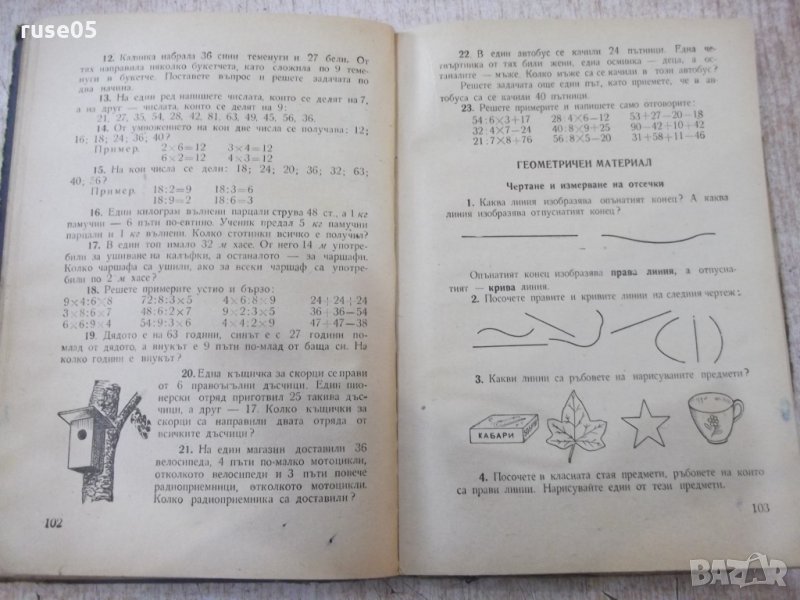 ruse05
12. Калинка набрала 36 сини теменуги и 27 бели. От
тях направила няколко букетчета, като сложила по 9 теме-
нуги в букетче. Поставете въпрос и решете задачата по
два начина.
13. На един ред напишете числата, които се делят на 7,
а на друг — числата, които се делят на 9:
21, 27, 35, 54, 28, 42, 81, 63, 49, 45, 56, 36.
14. От умножението на кои две числа се получава: 12;
16; 18; 24; 36; 40?
Пример. 2×6=12 3×4=12
6×2=12 4×3=12
15. На кои числа се дели: 18; 24; 20; 36; 32; 63;
40; 56?
Пример. 18:2=9 18:3=6
18:9=2 18:6=3
16. Един килограм вълнени парцали струва 48 ст., а 1 кг
памучни — 6 пъти по-евтино. Ученик предал 5 кг памучни
парцали и 1 кг вълнени. Колко стотинки всичко е получил?
17. В един топ имало 32 м хасе. От него 14 м употре-
били за ушиване на калъфки, а останалото — за чаршафи.
Колко чаршафа са ушили, ако за всеки чаршаф са употре-
били по 2 м хасе?
18. Решете примерите устно и бързо:
9×4:6×8 72:8:3×5 4×6:8×9 24+24+24
3×8:6×7 48:6:2×7 9×2:3×5 36+36−54
6×6:9×4 54:9:3×6 4×4:2×9 47+47−38
19. Дядото е на 63 години, синът е с 27 години по-
млад от дядото, а внукът е 9 пъти по-млад от баща си. На
колко години е внукът?
20. Една къщичка за скорци се прави
от 6 правоъгълни дъсчици. Един пио-
нерски отряд приготвил 25 такива дъс-
чици, а друг — 17. Колко къщички за
скорци са направили двата отряда от
всичките дъсчици?
21. На един магазин доставили 36
велосипеда, 4 пъти по-малко мотоцикли,
отколкото велосипеди и 3 пъти повече
радиоприемници, отколкото мотоцикли.
Колко радиоприемника са доставили?
102
22. В един автобус се качили 24 пътници. Една че-
твъртинка от тях били жени, една осминка — деца, а ос-
таналите — мъже. Колко мъже са се качили в този автобус?
Решете задачата още един път, като приемете, че в ав-
тобуса са се качили 40 пътници.
23. Решете примерите и напишете само отговорите:
54:6×3+17 28:4×6−12 53+27−20−18
32:4×7−24 40:8×9+25 90−42+10+42
21:7×8+76 56:8×9−12 31+58+11−46
ГЕОМЕТРИЧЕН МАТЕРИАЛ
Чертане и измерване на отсечки
1. Каква линия изобразява опънатият конец? А каква
линия изобразява отпуснатият конец?
Опънатият конец изобразява права линия, а отпусна-
тият — крива линия.
2. Посочете правите и кривите линии на следния чертеж:
3. Какви линии са ръбовете на нарисуваните предмети?
КАБАРИ
4. Посочете в класната стая предмети, ръбовете на които
са прави линии. Нарисувайте един от тези предмети.
103
BAZAR